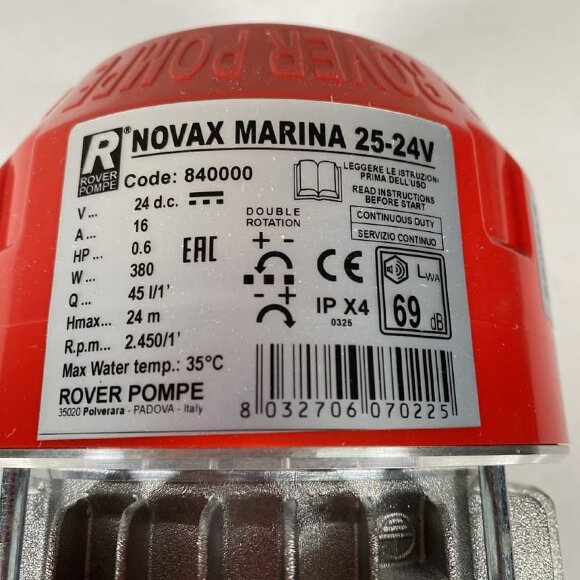 ROVER POMPE
R® NOVAX MARINA 25-24V
ROVER
POMPE
Code: 840000
V... 24 d.c.
A ... 16
HP ... 0.6
W ... 380
Q ... 45 l/1'
Hmax... 24 m
R.p.m... 2.450/1'
Max Water temp.: 35°C
ROVER POMPE
35020 Polverara - PADOVA - Italy
EAC
DOUBLE
ROTATION
+ -
- +
LEGGERE LE ISTRUZIONI
PRIMA DELL'USO
READ INSTRUCTIONS
BEFORE START
CONTINUOUS DUTY
SERVIZIO CONTINUO
CE
IP X4
0325
LWA
69 dB
8 032706 070225